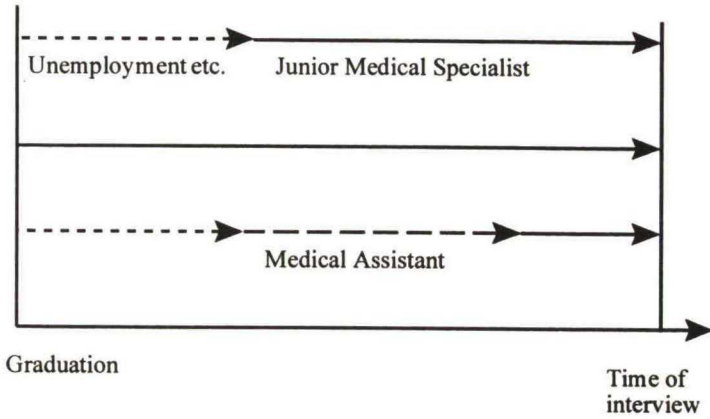 Unemployment etc. Junior Medical Specialist
Medical Assistant
Graduation
Time of
interview